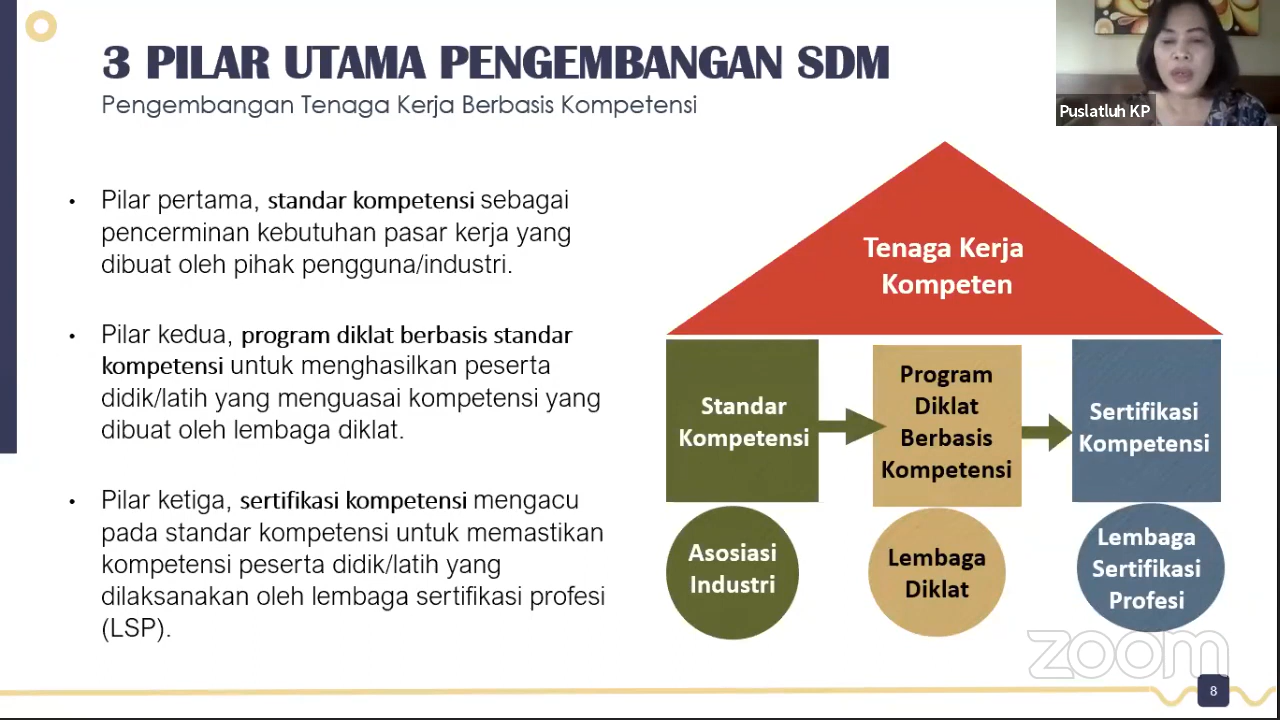 3 PILAR UTAMA PENGEMBANGAN SDM
Pengembangan Tenaga Kerja Berbasis Kompetensi
Puslatluh KP
• Pilar pertama, standar kompetensi sebagai
pencerminan kebutuhan pasar kerja yang
dibuat oleh pihak pengguna/industri.
• Pilar kedua, program diklat berbasis standar
kompetensi untuk menghasilkan peserta
didik/latih yang menguasai kompetensi yang
dibuat oleh lembaga diklat.
• Pilar ketiga, sertifikasi kompetensi mengacu
pada standar kompetensi untuk memastikan
kompetensi peserta didik/latih yang
dilaksanakan oleh lembaga sertifikasi profesi
(LSP).
Tenaga Kerja
Kompeten
Standar
Kompetensi
Program
Diklat
Berbasis
Kompetensi
Sertifikasi
Kompetensi
Asosiasi
Industri
Lembaga
Diklat
Lembaga
Sertifikasi
Profesi
zoom
8